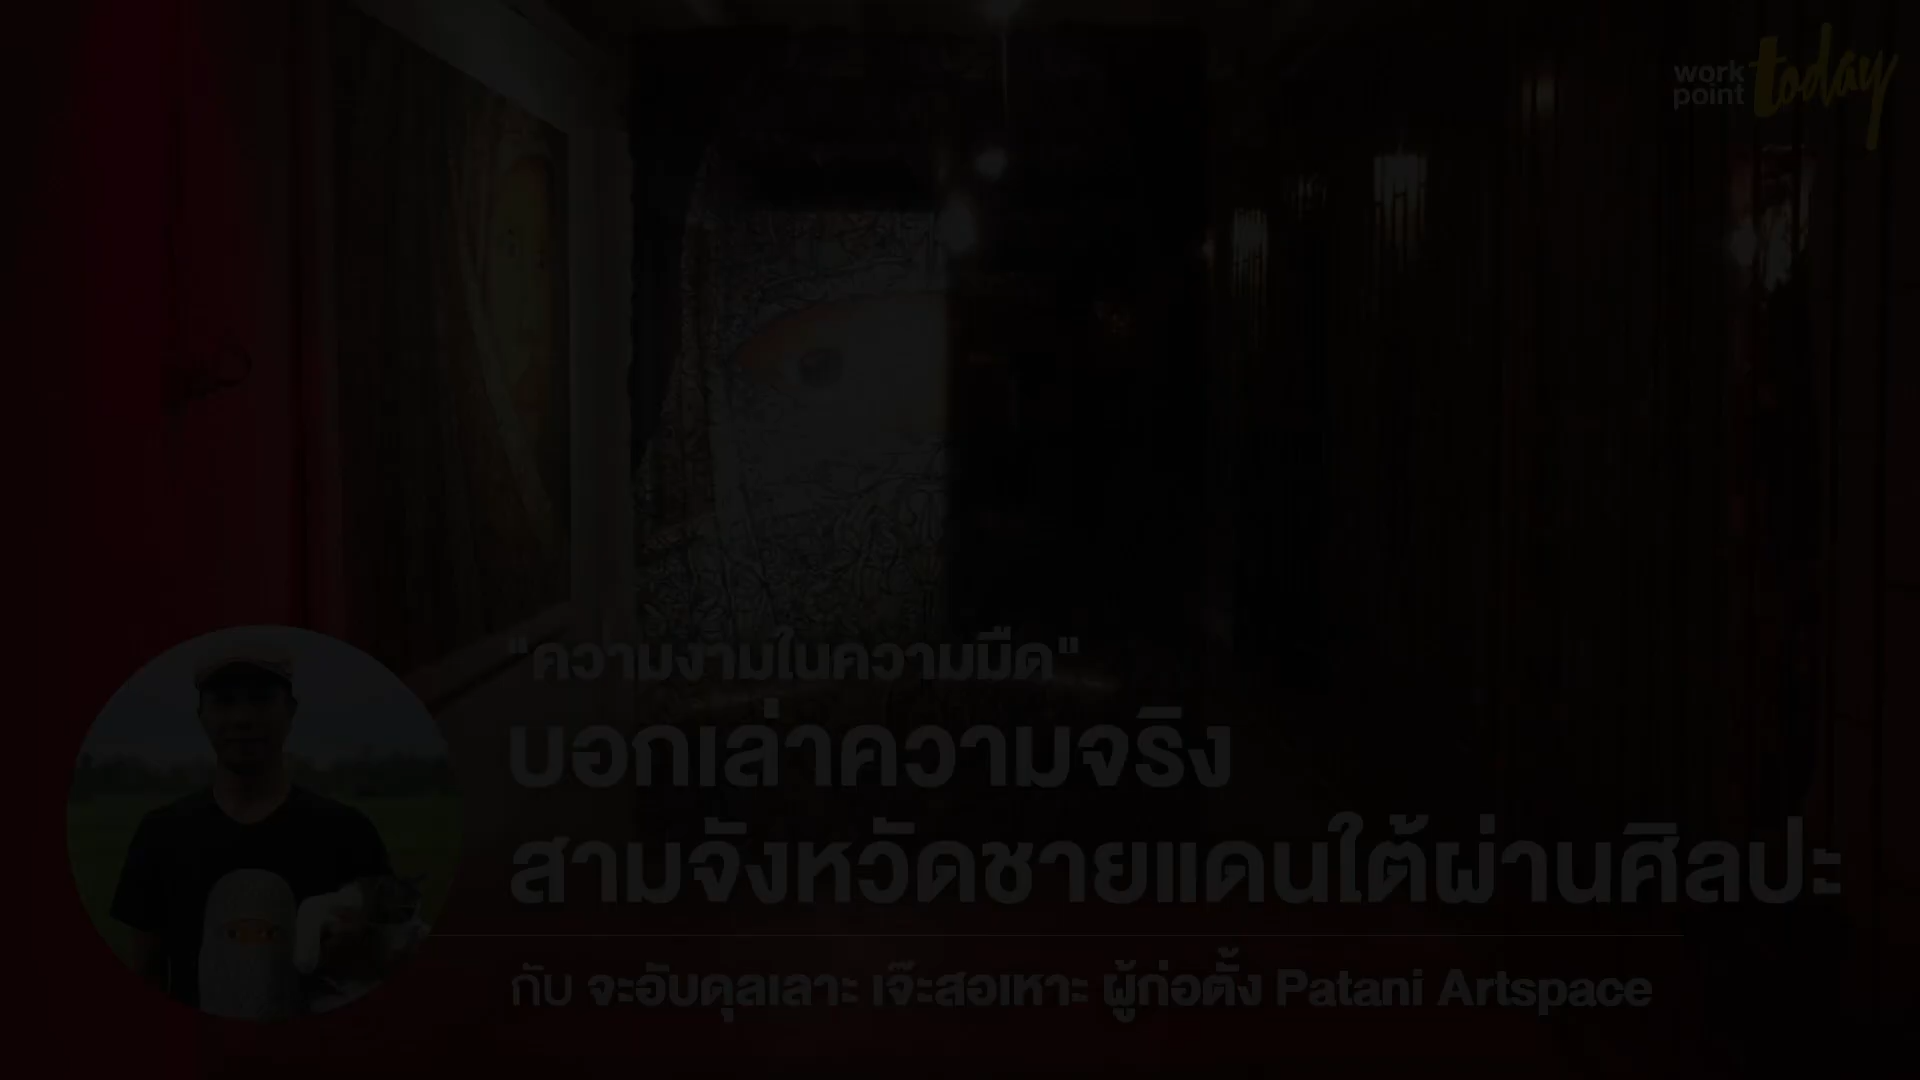 work
point today
"ความงามในความมืด"
บอกเล่าความจริง
สามจังหวัดชายแดนใต้ผ่านศิลปะ
กับ จะอับดุลเลาะ เจ๊ะสอเหาะ ผู้ก่อตั้ง Patani Artspace